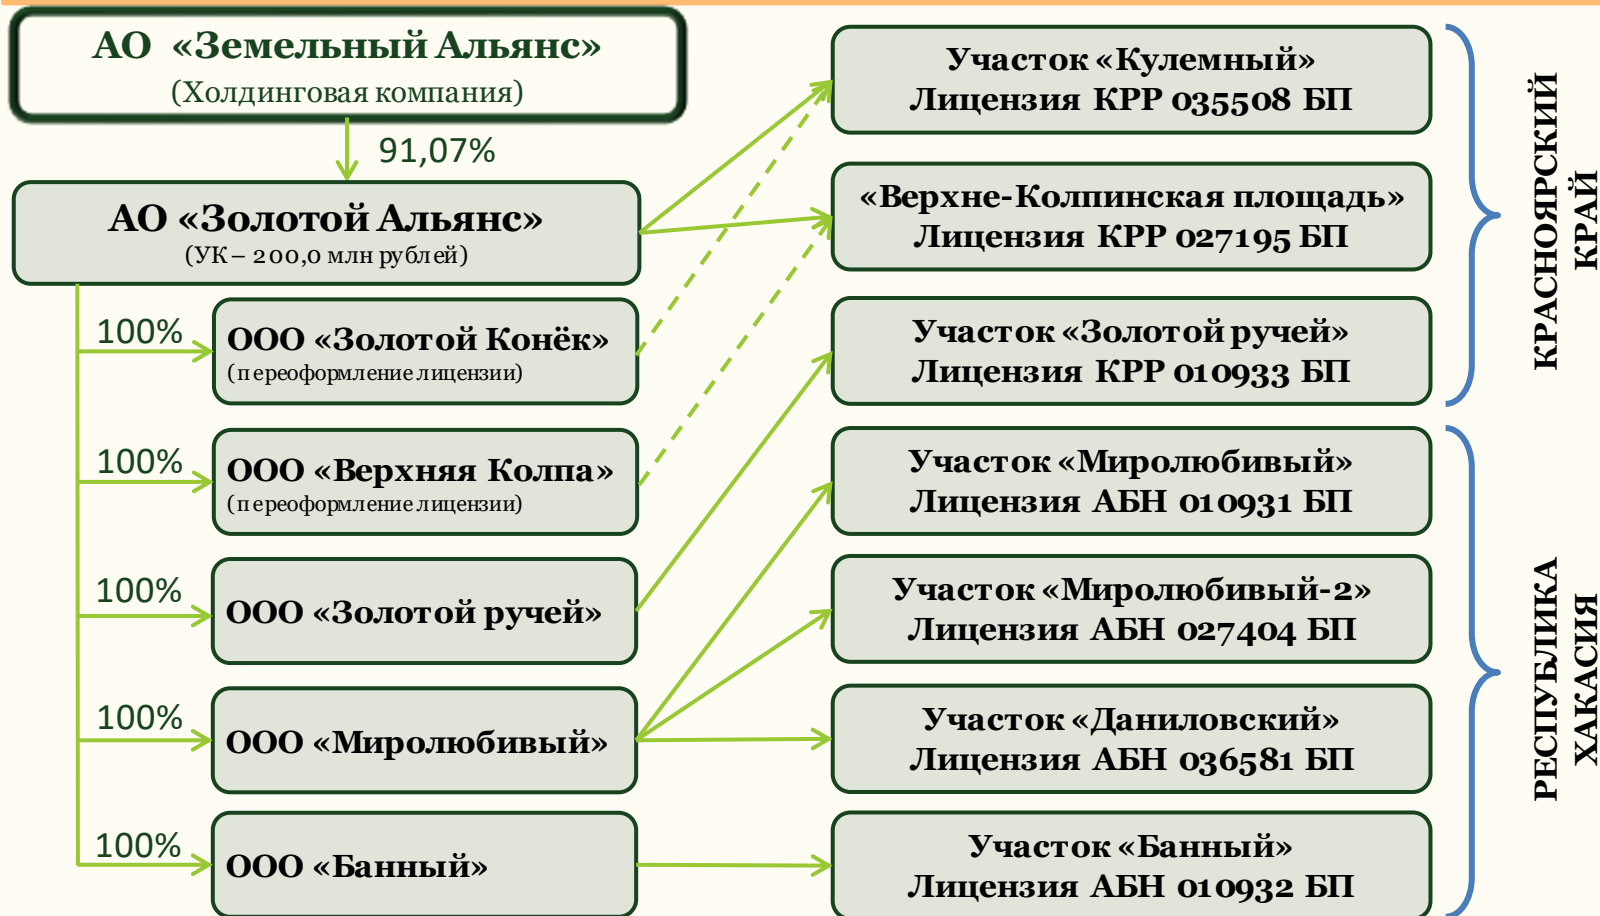 АО «Земельный Альянс»
(Холдинговая компания)
91,07%
АО «Золотой Альянс»
(УК – 200,0 млн рублей)
100%
ООО «Золотой Конёк»
(переоформление лицензии)
100%
ООО «Верхняя Колпа»
(переоформление лицензии)
100%
ООО «Золотой ручей»
100%
ООО «Миролюбивый»
100%
ООО «Банный»
Участок «Кулемный»
Лицензия КРР 035508 БП
«Верхне-Колпинская площадь»
Лицензия КРР 027195 БП
Участок «Золотой ручей»
Лицензия КРР 010933 БП
Участок «Миролюбивый»
Лицензия АБН 010931 БП
Участок «Миролюбивый-2»
Лицензия АБН 027404 БП
Участок «Даниловский»
Лицензия АБН 036581 БП
Участок «Банный»
Лицензия АБН 010932 БП
КРАСНОЯРСКИЙ
КРАЙ
РЕСПУБЛИКА
ХАКАСИЯ